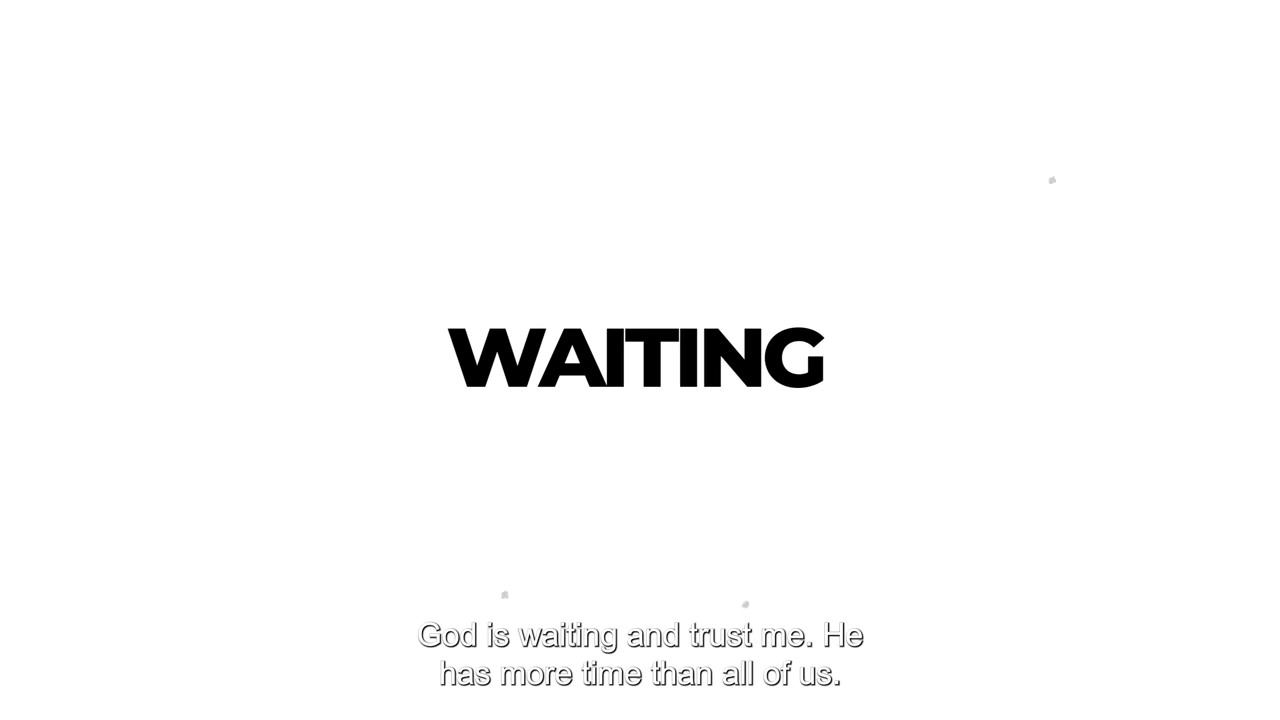 WAITING
God is waiting and trust me. He
has more time than all of us.